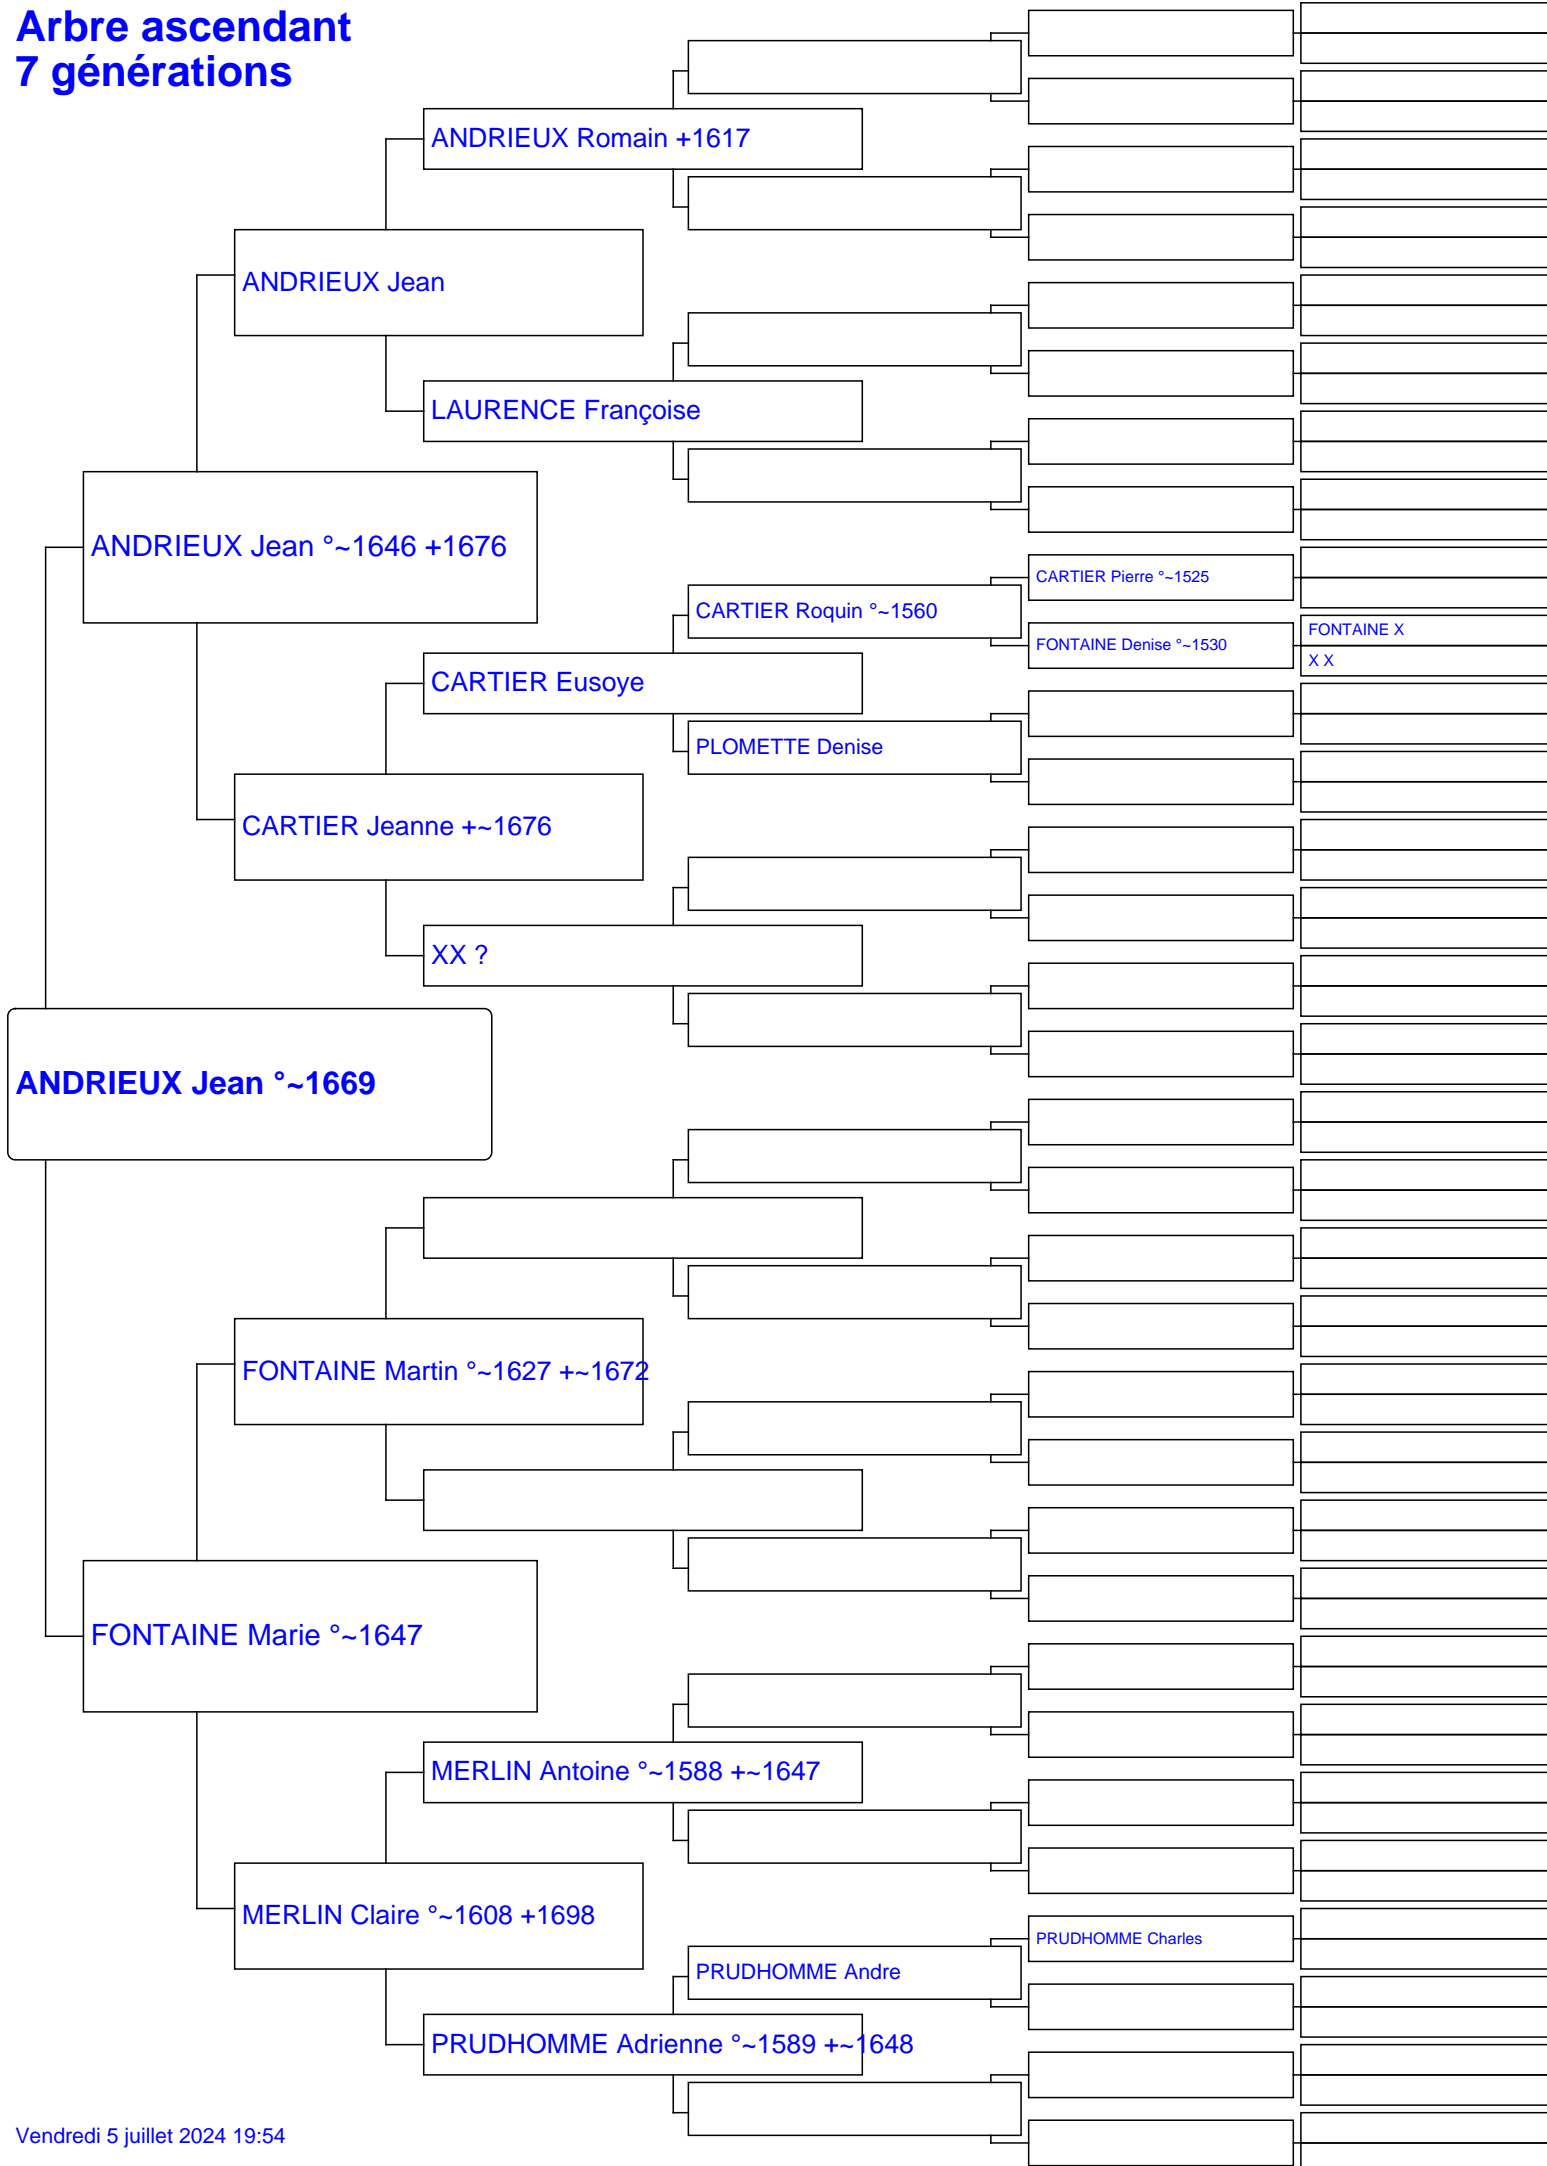 Arbre ascendant
7 générations
ANDRIEUX Romain +1617
ANDRIEUX Jean
LAURENCE Françoise
ANDRIEUX Jean °~1646 +1676
CARTIER Pierre °~1525
CARTIER Roquin °~1560
FONTAINE X
FONTAINE Denise °~1530
X X
CARTIER Eusoye
PLOMETTE Denise
CARTIER Jeanne +~1676
XX ?
ANDRIEUX Jean °~1669
FONTAINE Martin °~1627 +~1672
FONTAINE Marie °~1647
MERLIN Antoine °~1588 +~1647
MERLIN Claire °~1608 +1698
PRUDHOMME Charles
PRUDHOMME Andre
PRUDHOMME Adrienne °~1589 +~1648
Vendredi 5 juillet 2024 19:54